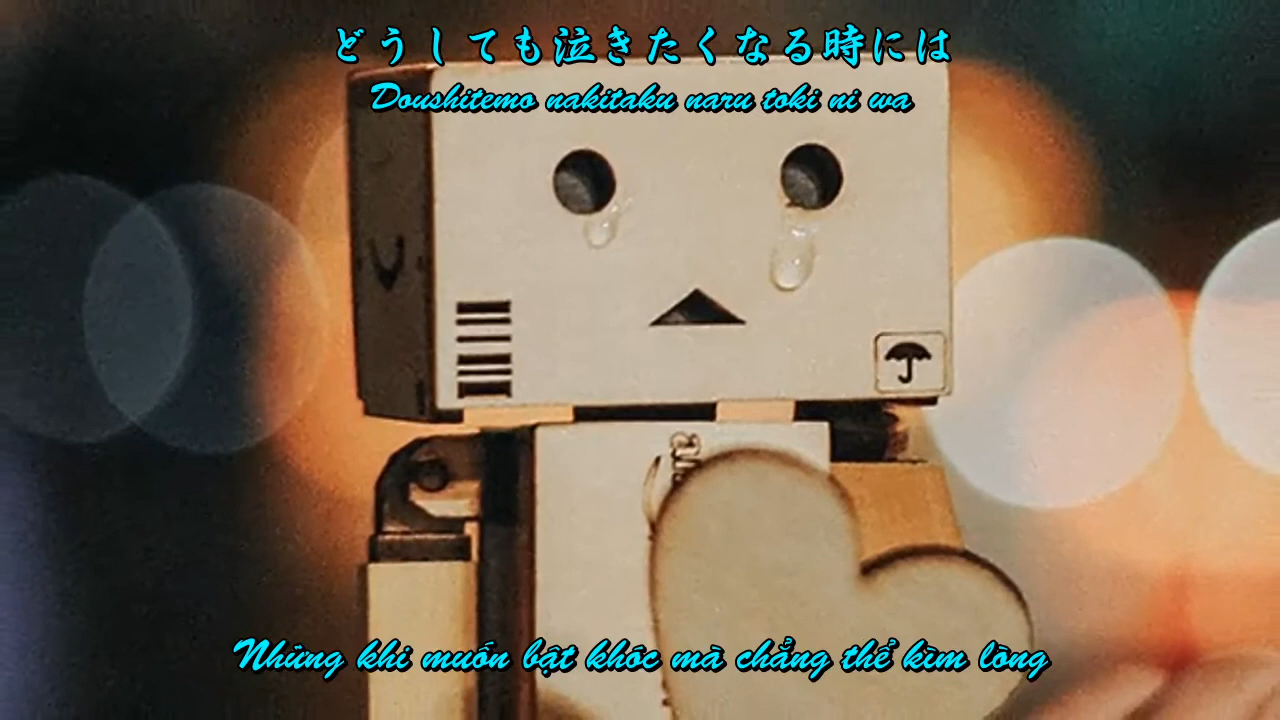 どうしても泣きたくなる時には
Doushitemo nakitaku naru toki ni wa
Những khi muốn bật khóc mà chẳng thể kìm lòng